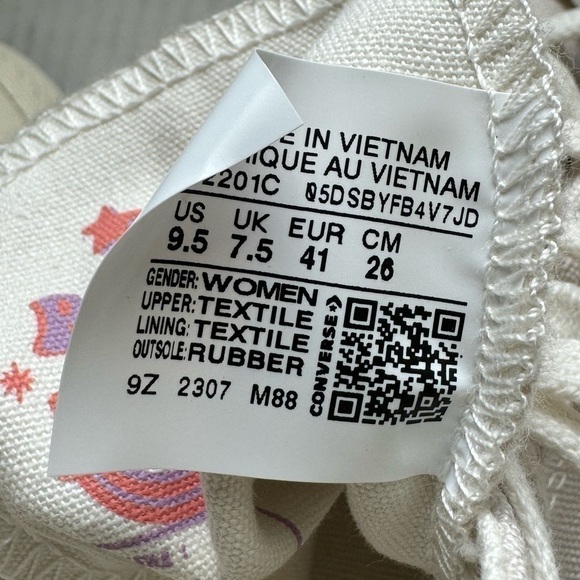 IN VIETNAM
IQUE AU VIETNAM
2201C 05DSBYFB4V7JD
US UK EUR CM
9.5 7.5 41 26
GENDER: WOMEN
UPPER: TEXTILE
LINING: TEXTILE
OUTSOLE: RUBBER
CONVERSE
9Z 2307 M88